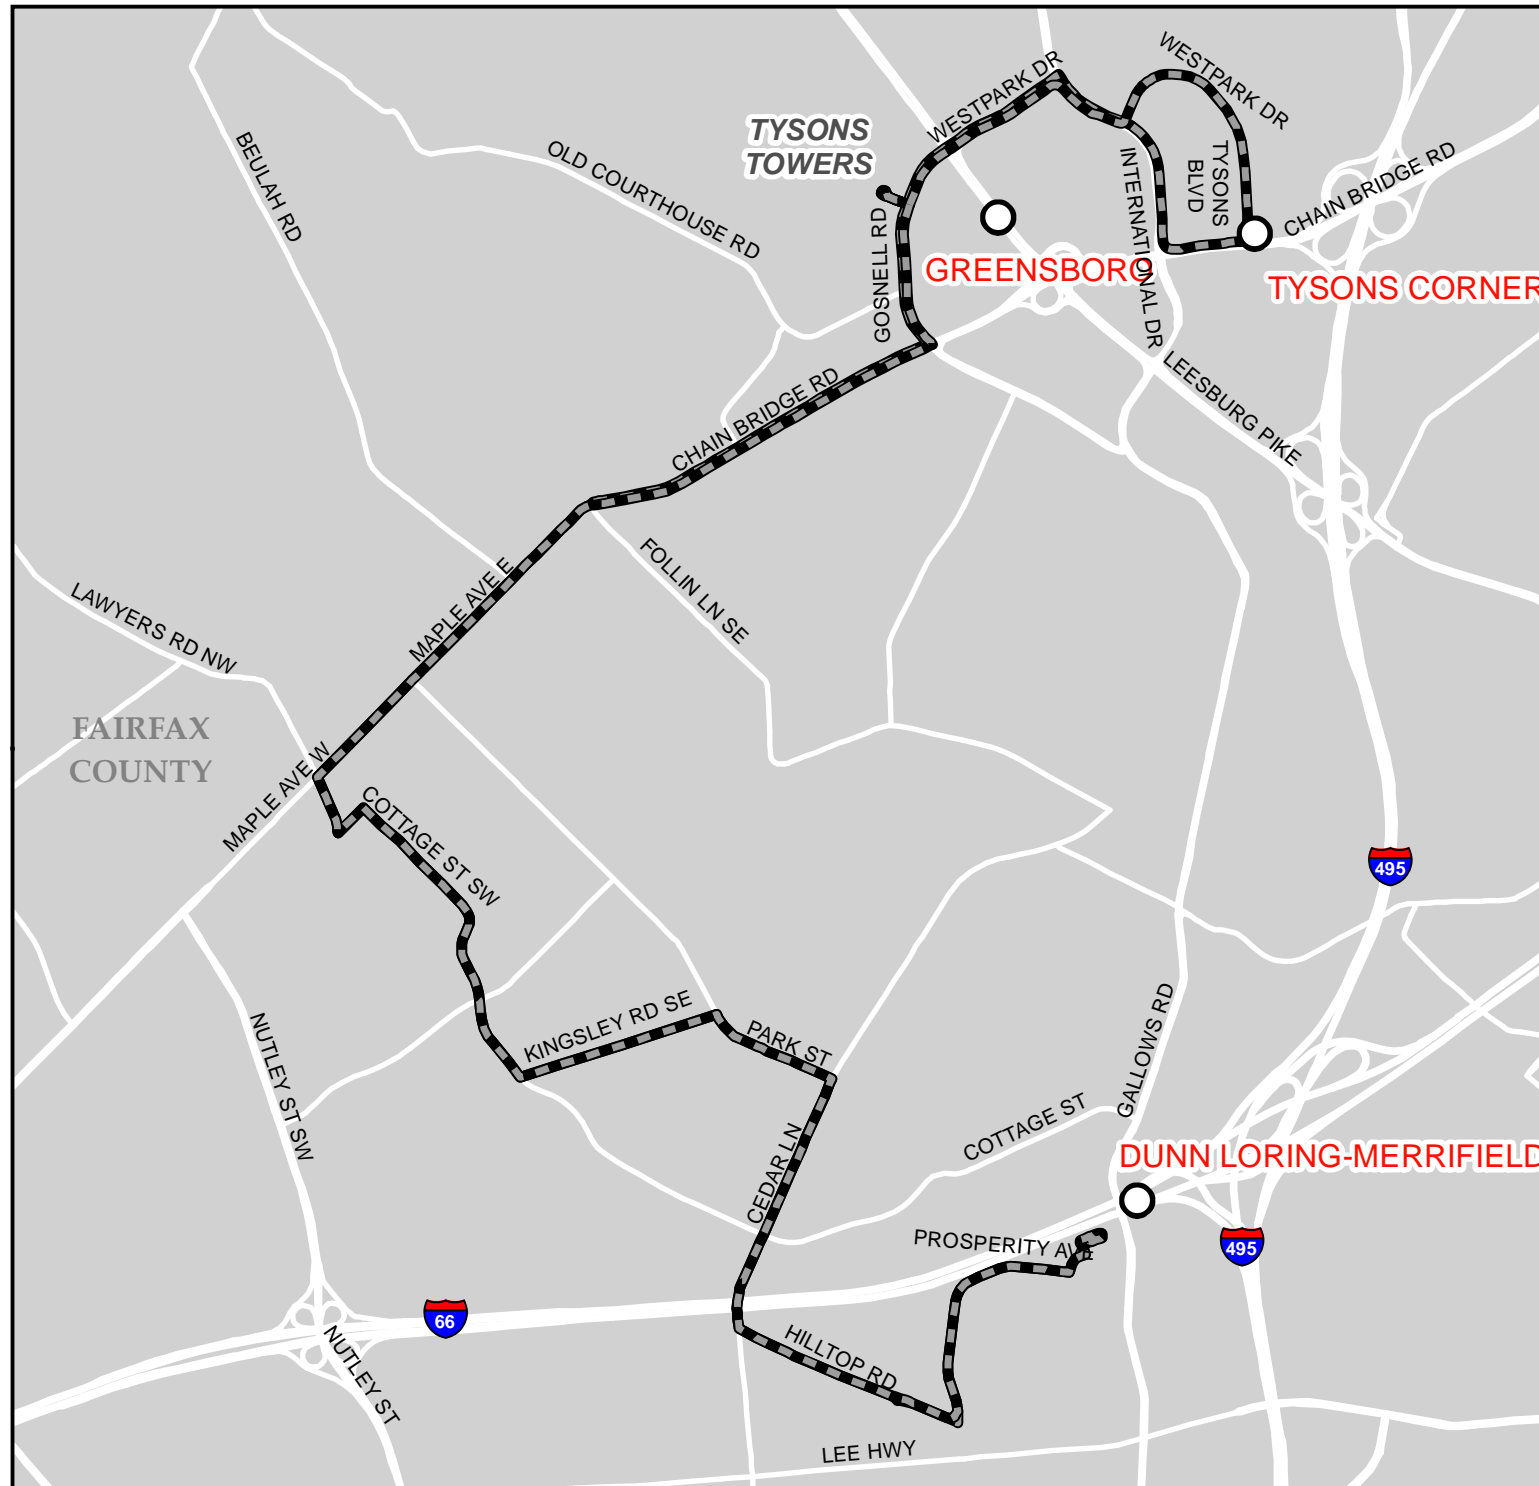 WESTPARK DR
WESTPARK DR
TYSONS
TOWERS
BEULAH RD
OLD COURTHOUSE RD
INTERNATIONAL DR
TYSONS
BLVD
CHAIN BRIDGE RD
GOSNELL RD
GREENSBORO
TYSONS CORNER
LEESBURG PIKE
CHAIN BRIDGE RD
MAPLE AVE E
FOLLIN LN SE
LAWYERS RD NW
FAIRFAX
COUNTY
MAPLE AVE W
COTTAGE ST SW
495
NUTLEY ST SW
KINGSLEY RD SE
PARK ST
GALLOWS RD
COTTAGE ST
CEDAR LN
DUNN LORING-MERRIFIELD
PROSPERITY AVE
495
66
NUTLEY ST
HILLTOP RD
LEE HWY